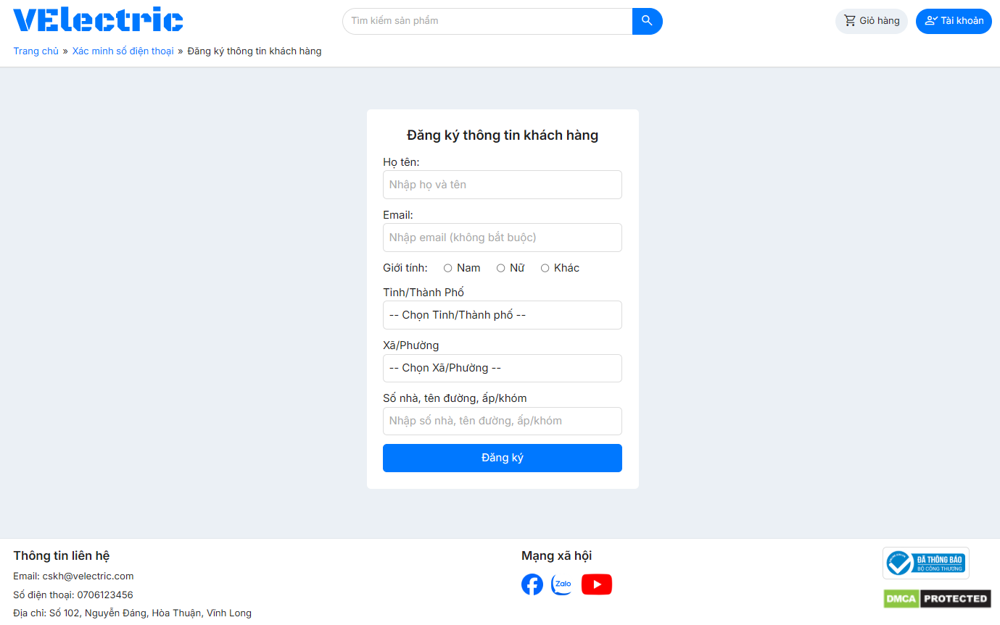 VElectric
Tìm kiếm sản phẩm
Giỏ hàng
Tài khoản
Trang chủ » Xác minh số điện thoại » Đăng ký thông tin khách hàng
Đăng ký thông tin khách hàng
Họ tên:
Nhập họ và tên
Email:
Nhập email (không bắt buộc)
Giới tính: Nam Nữ Khác
Tỉnh/Thành Phố
-- Chọn Tỉnh/Thành phố --
Xã/Phường
-- Chọn Xã/Phường --
Số nhà, tên đường, ấp/khóm
Nhập số nhà, tên đường, ấp/khóm
Đăng ký
Thông tin liên hệ
Email: cskh@velectric.com
Số điện thoại: 0706123456
Địa chỉ: Số 102, Nguyễn Đáng, Hòa Thuận, Vĩnh Long
Mạng xã hội
Zalo
ĐÃ THÔNG BÁO
BỘ CÔNG THƯƠNG
DMCA PROTECTED